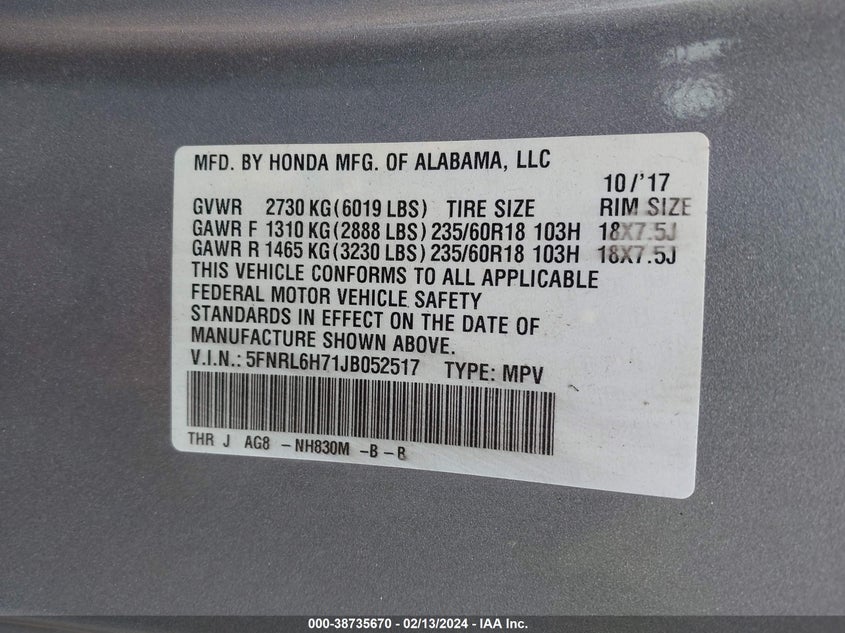 MFD. BY HONDA MFG. OF ALABAMA, LLC
10/'17
GVWR 2730 KG(6019 LBS) TIRE SIZE RIM SIZE
GAWR F 1310 KG(2888 LBS) 235/60R18 103H 18X7.5J
GAWR R 1465 KG(3230 LBS) 235/60R18 103H 18X7.5J
THIS VEHICLE CONFORMS TO ALL APPLICABLE
FEDERAL MOTOR VEHICLE SAFETY
STANDARDS IN EFFECT ON THE DATE OF
MANUFACTURE SHOWN ABOVE.
V.I.N.: 5FNRL6H71JB052517 TYPE: MPV
THR J AG8 -NH830M -B-R
000-38735670 - 02/13/2024 - IAA Inc.